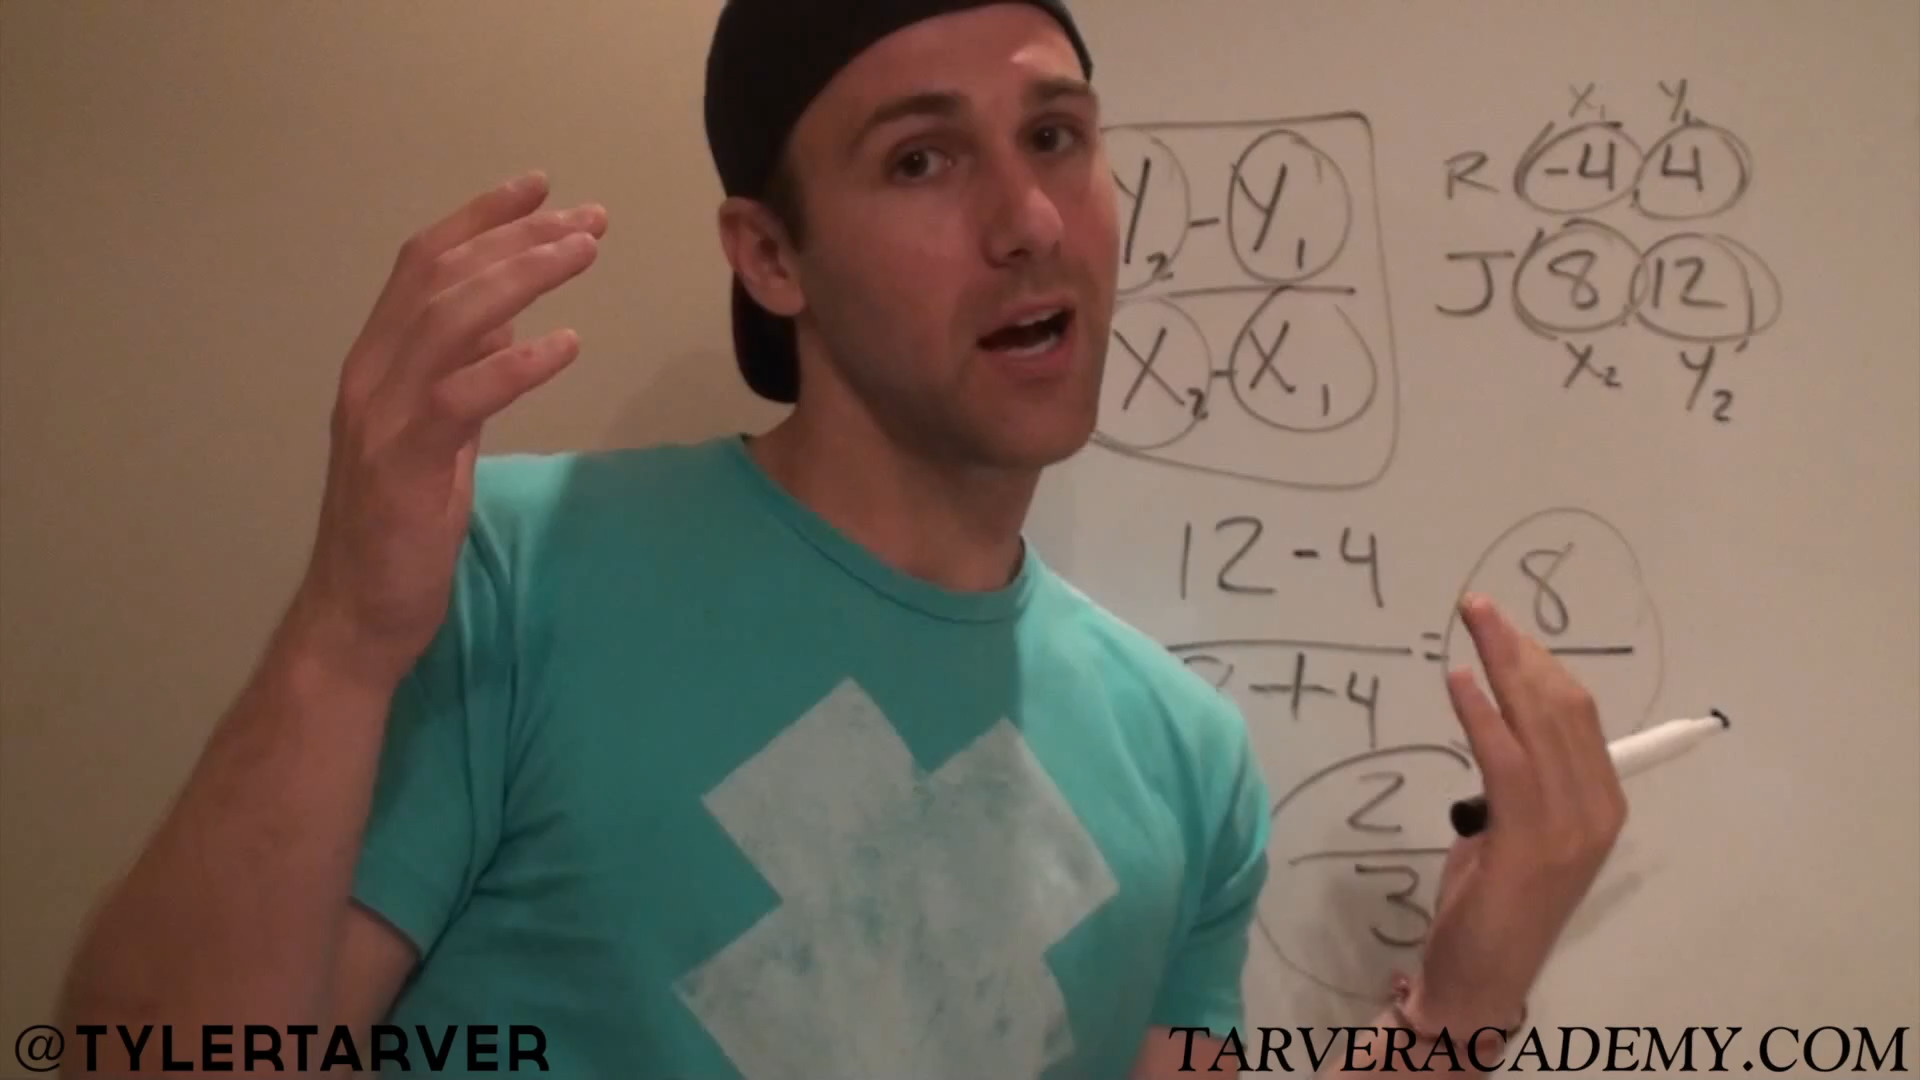 X1 Y1
R (-4, 4)
J (8, 12)
X2 Y2
Y2 - Y1
X2 - X1
12 - 4
= 8
+ 4
2
3
@TYLERTARVER
TARVERACADEMY.COM